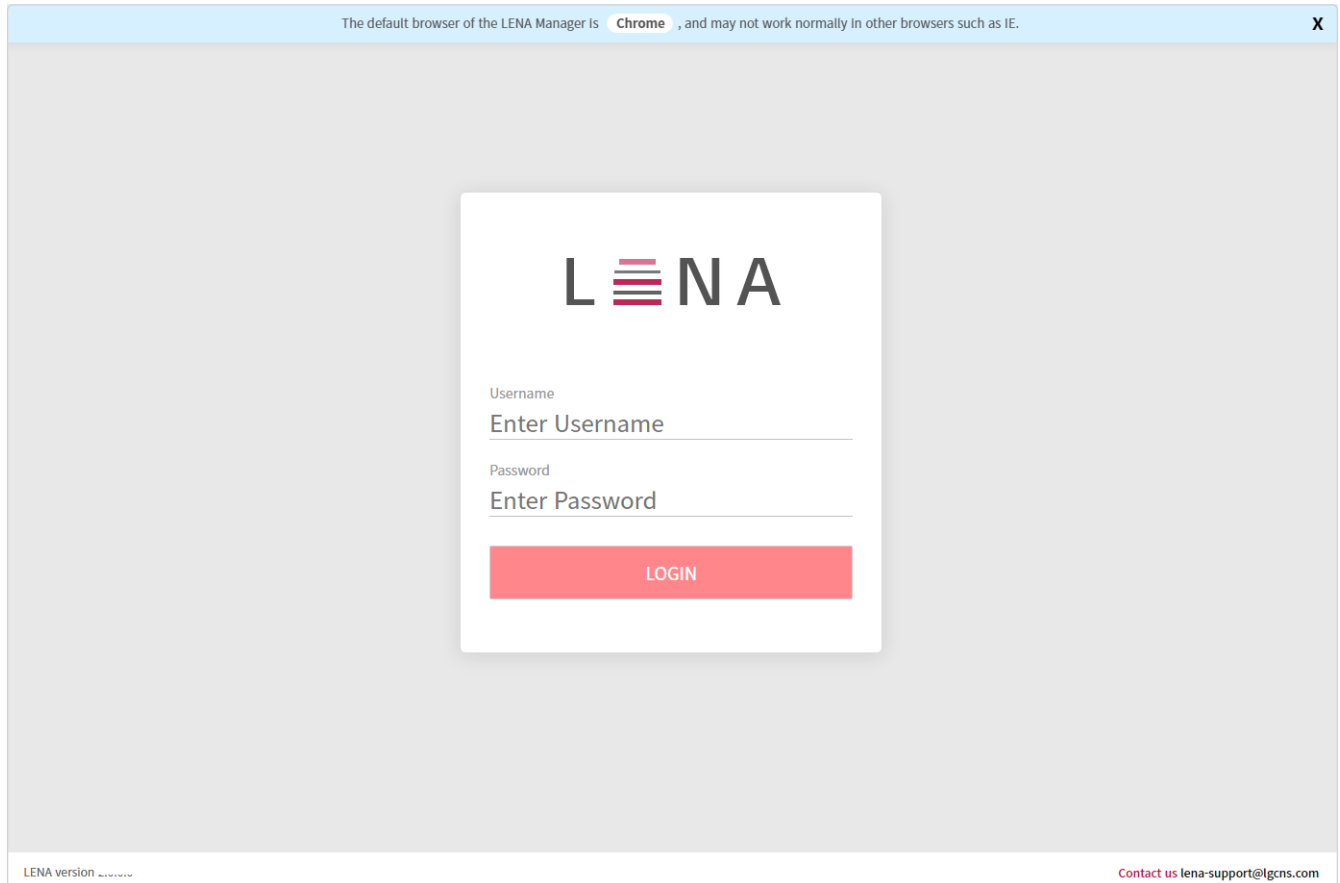 The default browser of the LENA Manager is Chrome , and may not work normally in other browsers such as IE. X
LENA
Username
Enter Username
Password
Enter Password
LOGIN
LENA version
Contact us lena-support@lgcns.com